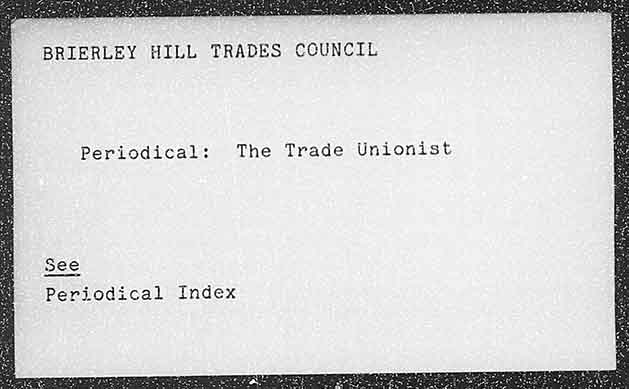 BRIERLEY HILL TRADES COUNCIL
Periodical: The Trade Unionist
See
Periodical Index